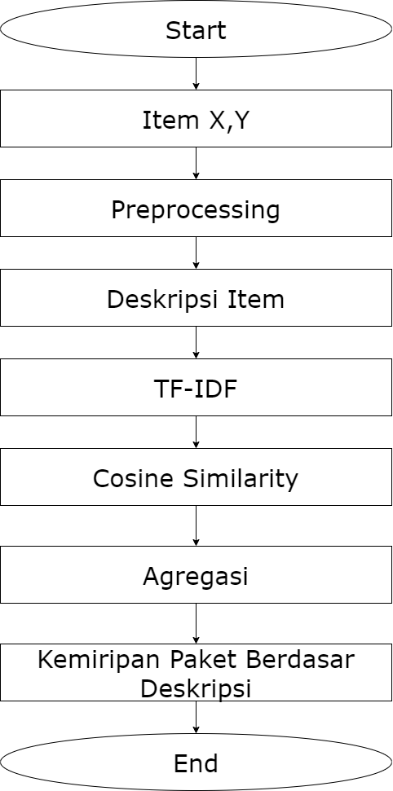 Start
Item X,Y
Preprocessing
Deskripsi Item
TF-IDF
Cosine Similarity
Agregasi
Kemiripan Paket Berdasar
Deskripsi
End